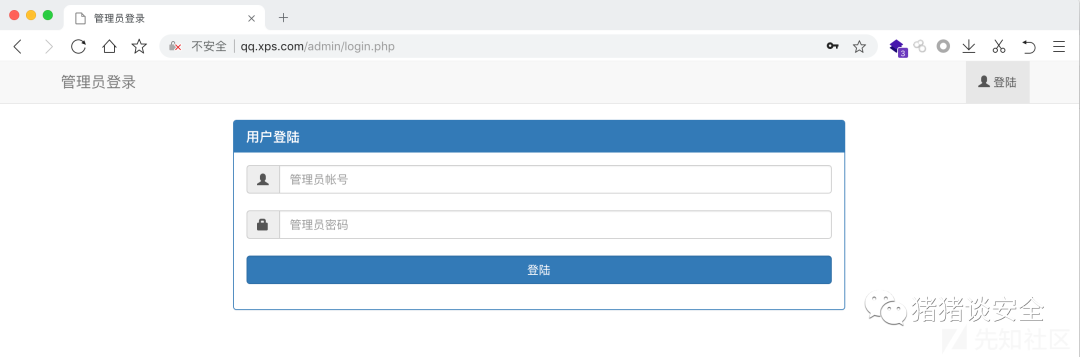 管理员登录
不安全 qq.xps.com/admin/login.php
3
管理员登录 登陆
用户登陆
管理员帐号
管理员密码
登陆
猪猪谈安全
先知社区